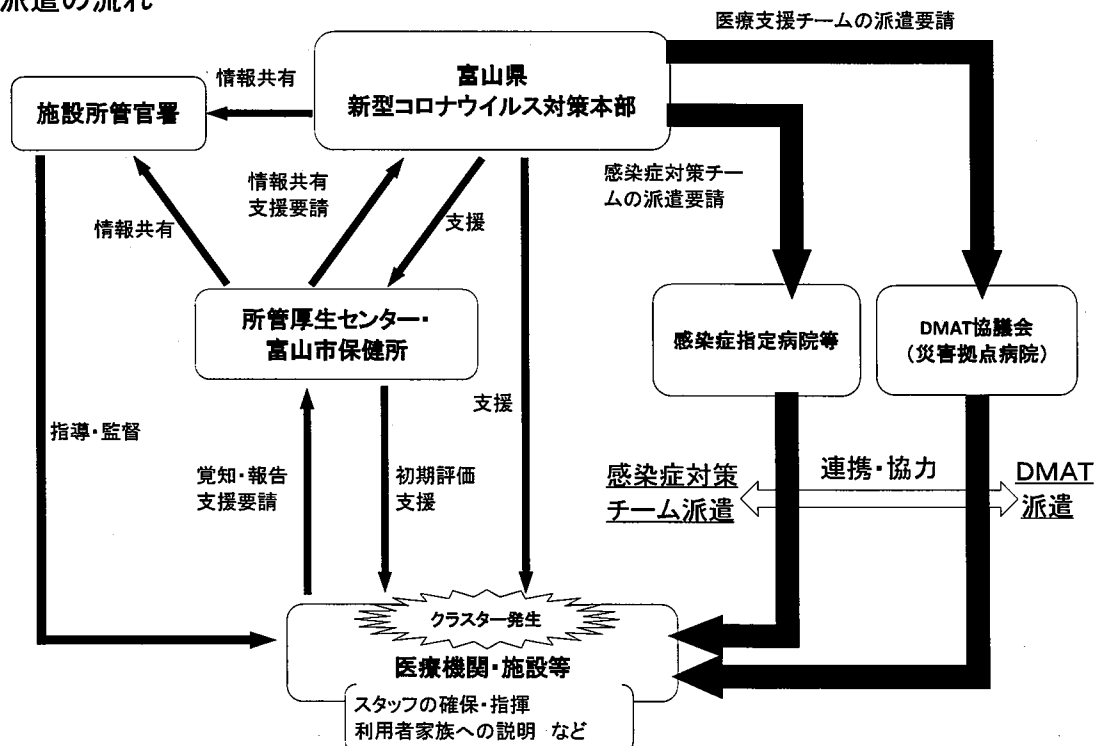 派遣の流れ
医療支援チームの派遣要請
富山県
新型コロナウイルス対策本部
情報共有
施設所管官署
感染症対策チー
ムの派遣要請
情報共有
支援要請
支援
情報共有
所管厚生センター・
富山市保健所
感染症指定病院等
DMAT協議会
（災害拠点病院）
支援
指導・監督
覚知・報告
支援要請
初期評価
支援
感染症対策
チーム派遣
連携・協力
DMAT
派遣
クラスター発生
医療機関・施設等
スタッフの確保・指揮
利用者家族への説明 など